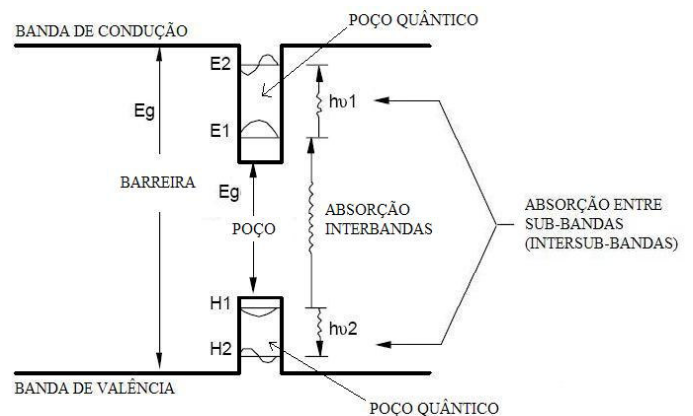 POÇO QUÂNTICO
BANDA DE CONDUÇÃO
E2
Eg
hυ1
E1
BARREIRA
Eg
POÇO
ABSORÇÃO
INTERBANDAS
ABSORÇÃO ENTRE
SUB-BANDAS
(INTERSUB-BANDAS)
H1
hυ2
H2
BANDA DE VALÊNCIA
POÇO QUÂNTICO